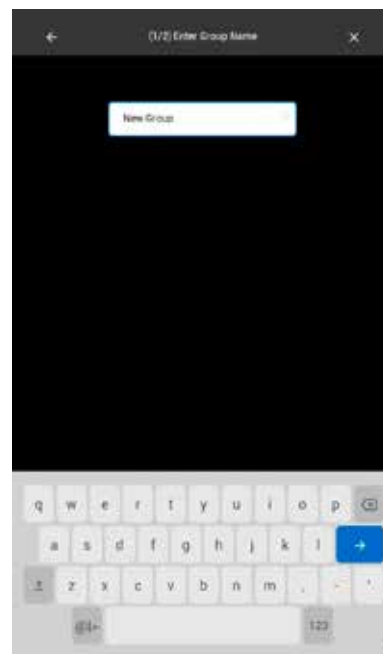 (1/2) Enter Group Name
New Group
q w e r t y u i o p
a s d f g h j k l
z x c v b n m , . '
123